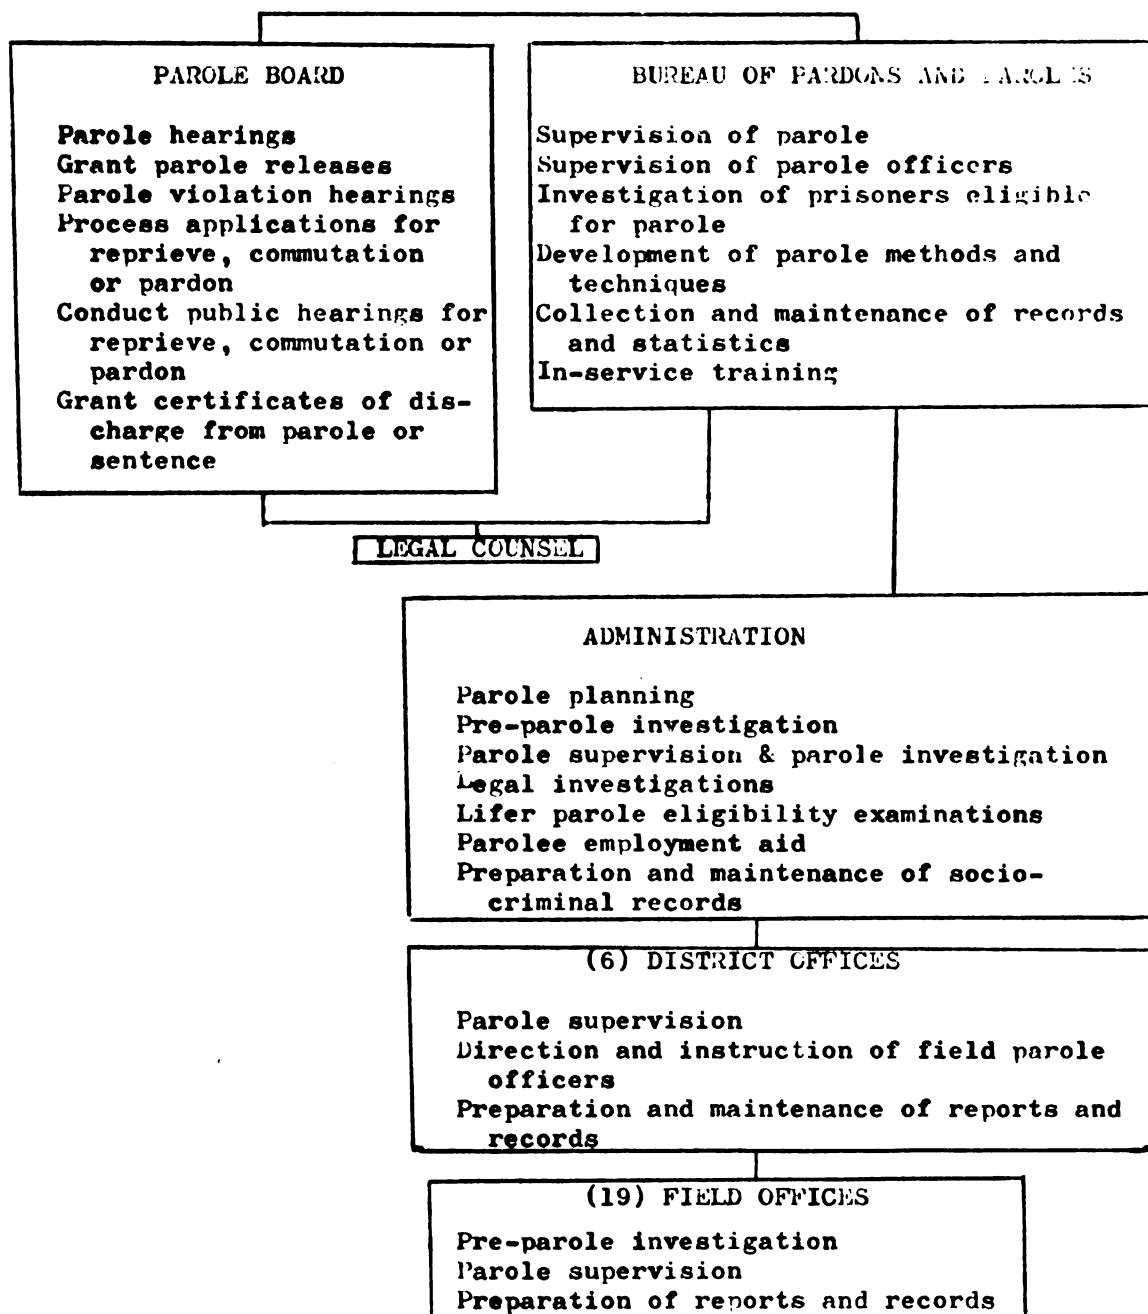 PAROLE BOARD
Parole hearings
Grant parole releases
Parole violation hearings
Process applications for
reprieve, commutation
or pardon
Conduct public hearings for
reprieve, commutation or
pardon
Grant certificates of dis-
charge from parole or
sentence
BUREAU OF PARDONS AND PAROLES
Supervision of parole
Supervision of parole officers
Investigation of prisoners eligible
for parole
Development of parole methods and
techniques
Collection and maintenance of records
and statistics
In-service training
LEGAL COUNSEL
ADMINISTRATION
Parole planning
Pre-parole investigation
Parole supervision & parole investigation
Legal investigations
Lifer parole eligibility examinations
Parolee employment aid
Preparation and maintenance of socio-
criminal records
(6) DISTRICT OFFICES
Parole supervision
Direction and instruction of field parole
officers
Preparation and maintenance of reports and
records
(19) FIELD OFFICES
Pre-parole investigation
Parole supervision
Preparation of reports and records